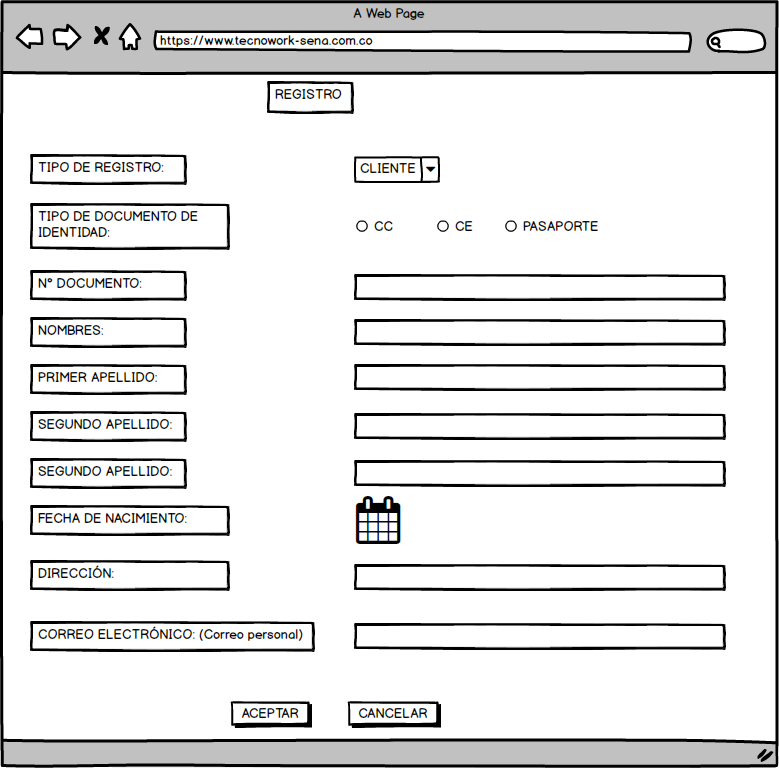 A Web Page
https://www.tecnowork-sena.com.co
REGISTRO
TIPO DE REGISTRO:
CLIENTE
TIPO DE DOCUMENTO DE
IDENTIDAD:
CC
CE
PASAPORTE
N° DOCUMENTO:
NOMBRES:
PRIMER APELLIDO:
SEGUNDO APELLIDO:
SEGUNDO APELLIDO:
FECHA DE NACIMIENTO:
DIRECCIÓN:
CORREO ELECTRÓNICO: (Correo personal)
ACEPTAR
CANCELAR